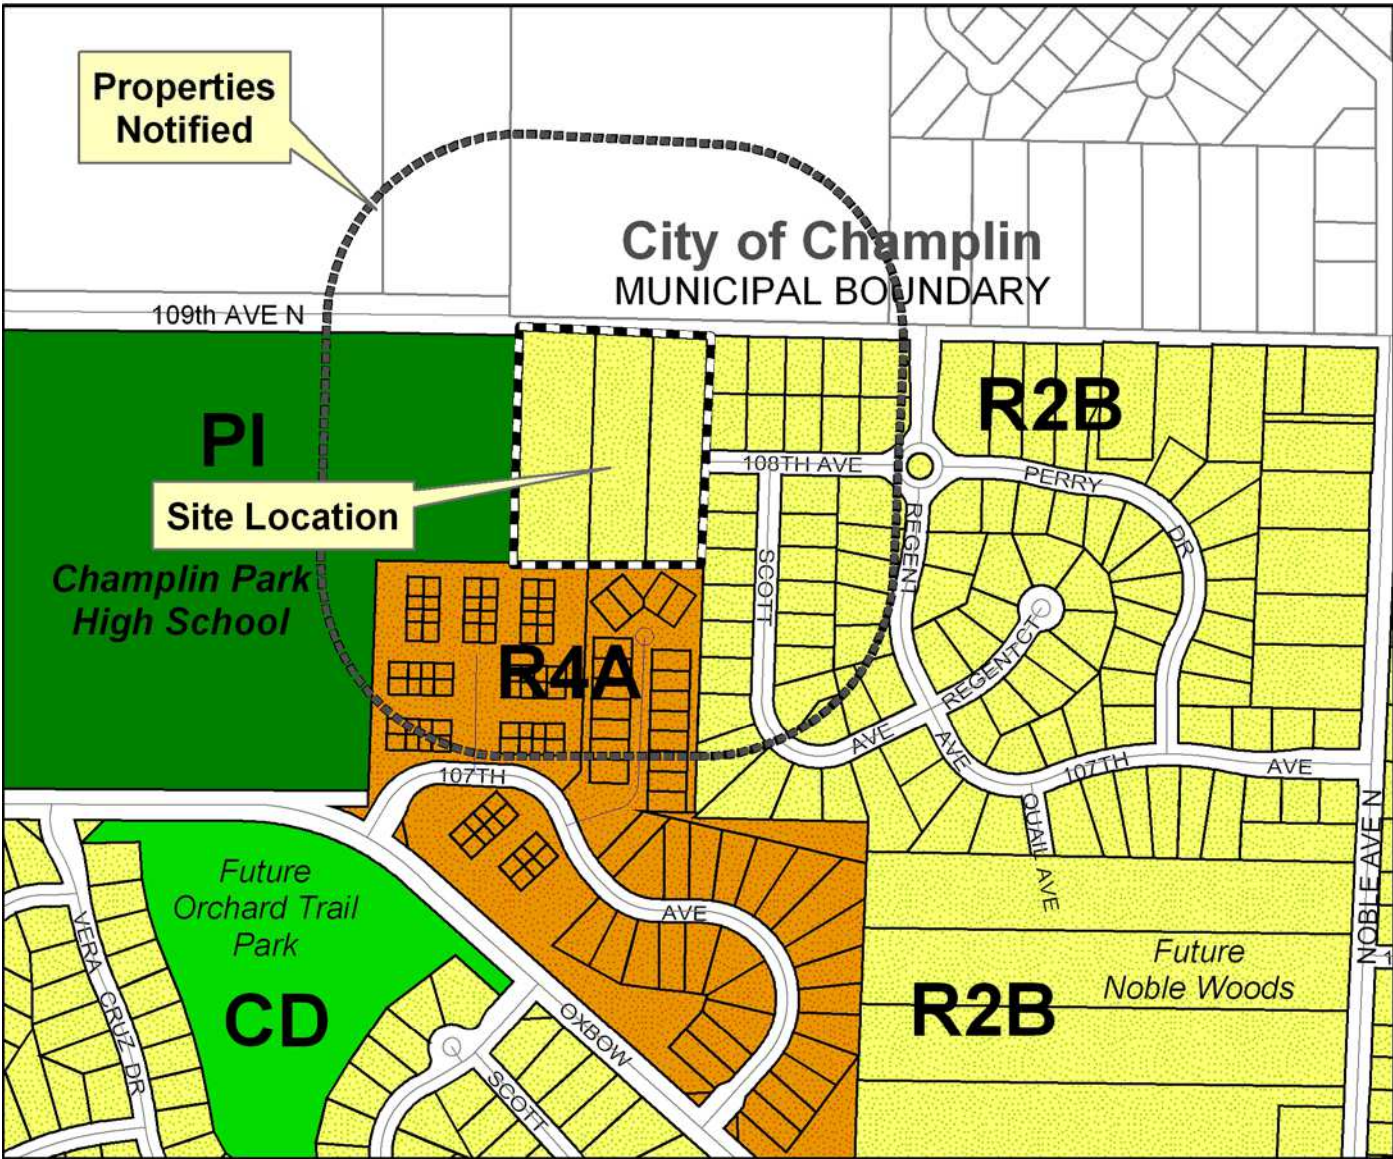 Properties
Notified
City of Champlin
MUNICIPAL BOUNDARY
109th AVE N
PI
R2B
Site Location
108TH AVE
PERRY
DR
REGENT
SCOTT
Champlin Park
High School
R4A
REGENT CT
AVE
AVE
107TH
AVE
107TH
QUAIL AVE
NOBLE AVE N
Future
Orchard Trail
Park
CD
VERA CRUZ DR
AVE
OXBOW
SCOTT
Future
Noble Woods
R2B